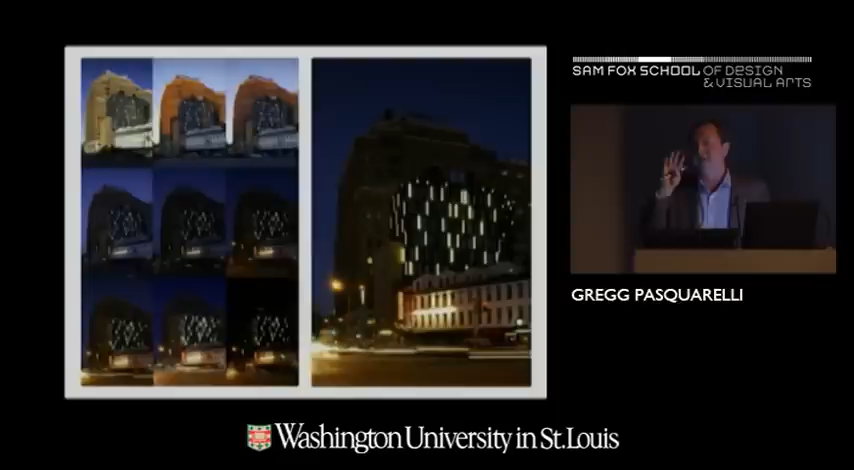 SAM FOX SCHOOL OF DESIGN
& VISUAL ARTS
GREGG PASQUARELLI
Washington University in St. Louis